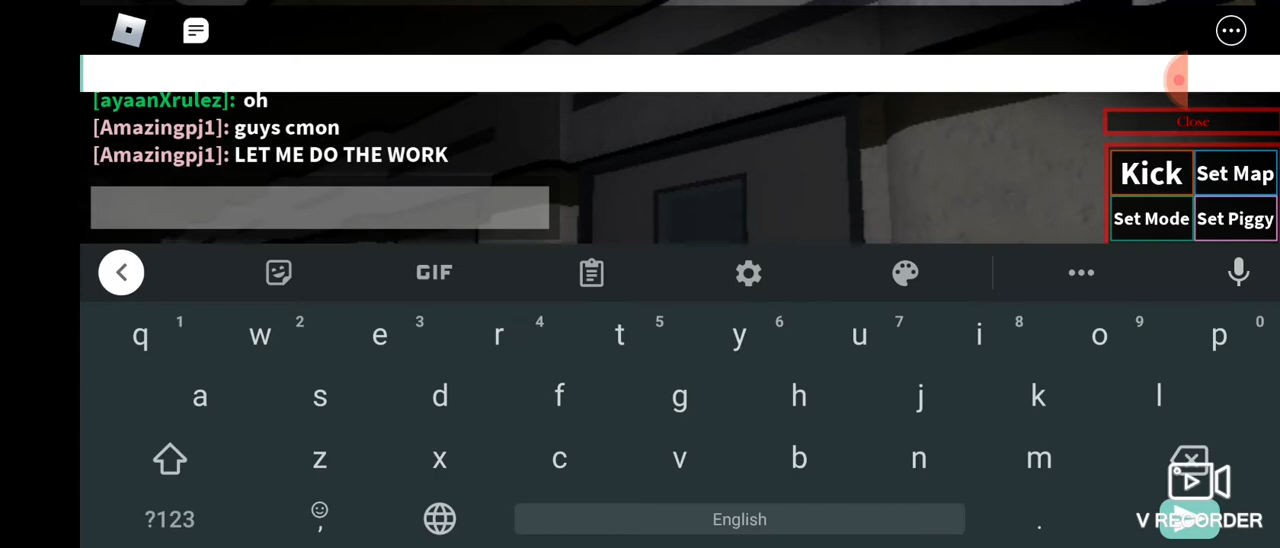 [ayaanXrulez]: oh
[Amazingpj1]: guys cmon
[Amazingpj1]: LET ME DO THE WORK
Close
Kick Set Map
Set Mode Set Piggy
GIF
q 1 w 2 e 3 r 4 t 5 y 6 u 7 i 8 o 9 p 0
a s d f g h j k l
z x c v b n m
?123 , English .
V RECORDER